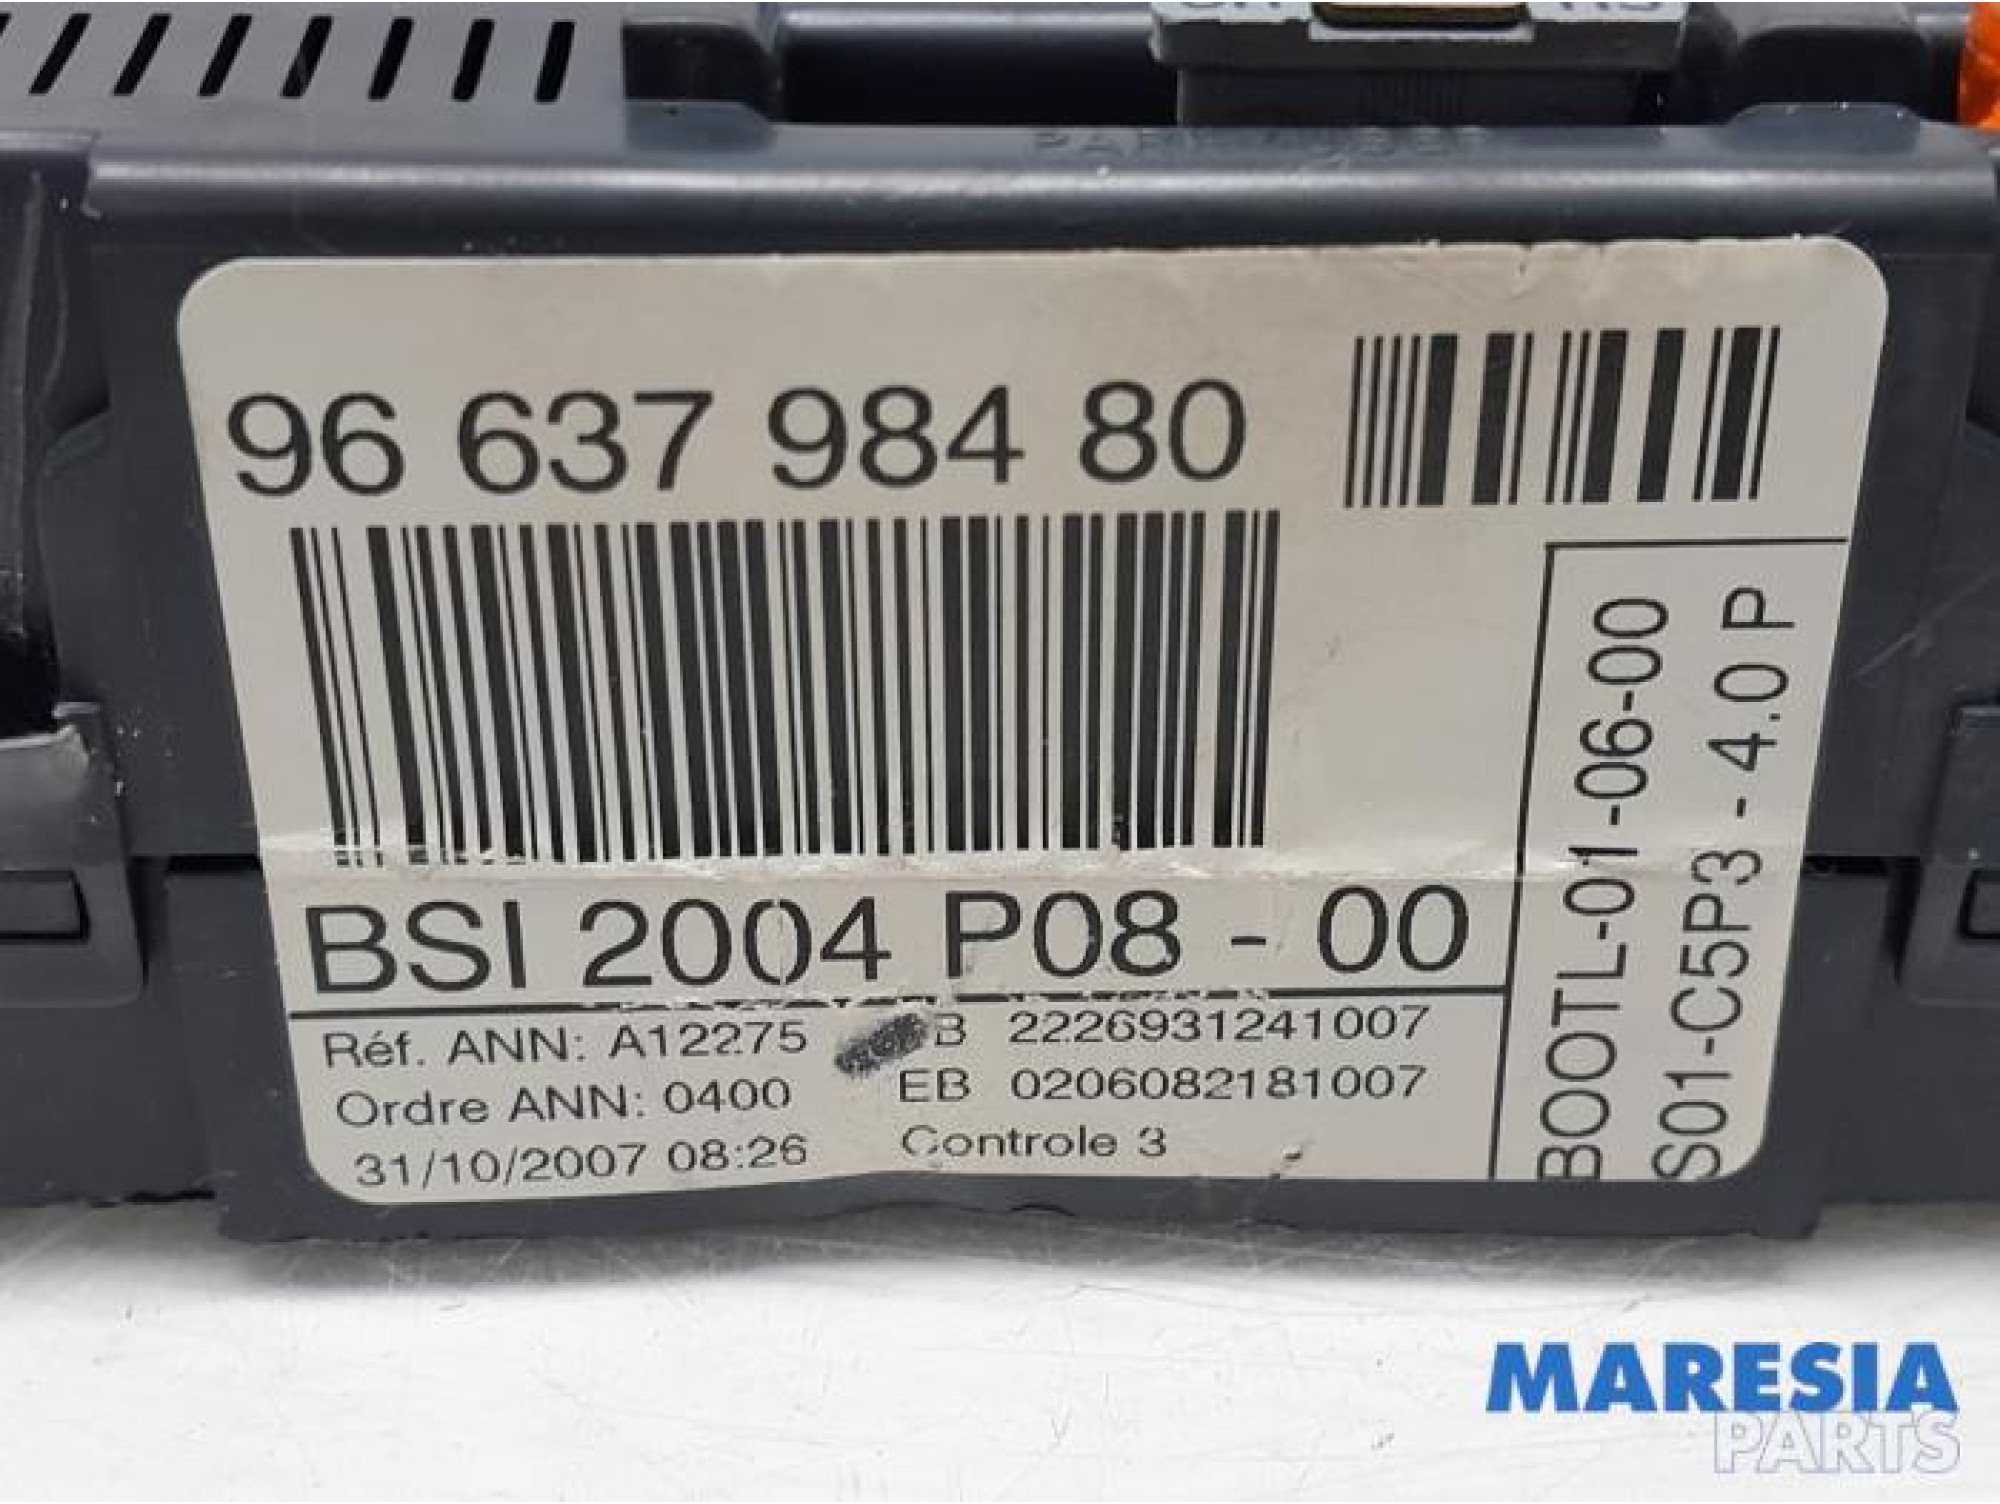 96 637 984 80
BSI 2004 P08 - 00
Réf. ANN: A12275
Ordre ANN: 0400
31/10/2007 08:26
B 2226931241007
EB 0206082181007
Controle 3
BOOTL-01-06-00
S01-C5P3 - 4.0 P
MARESIA
PARTS